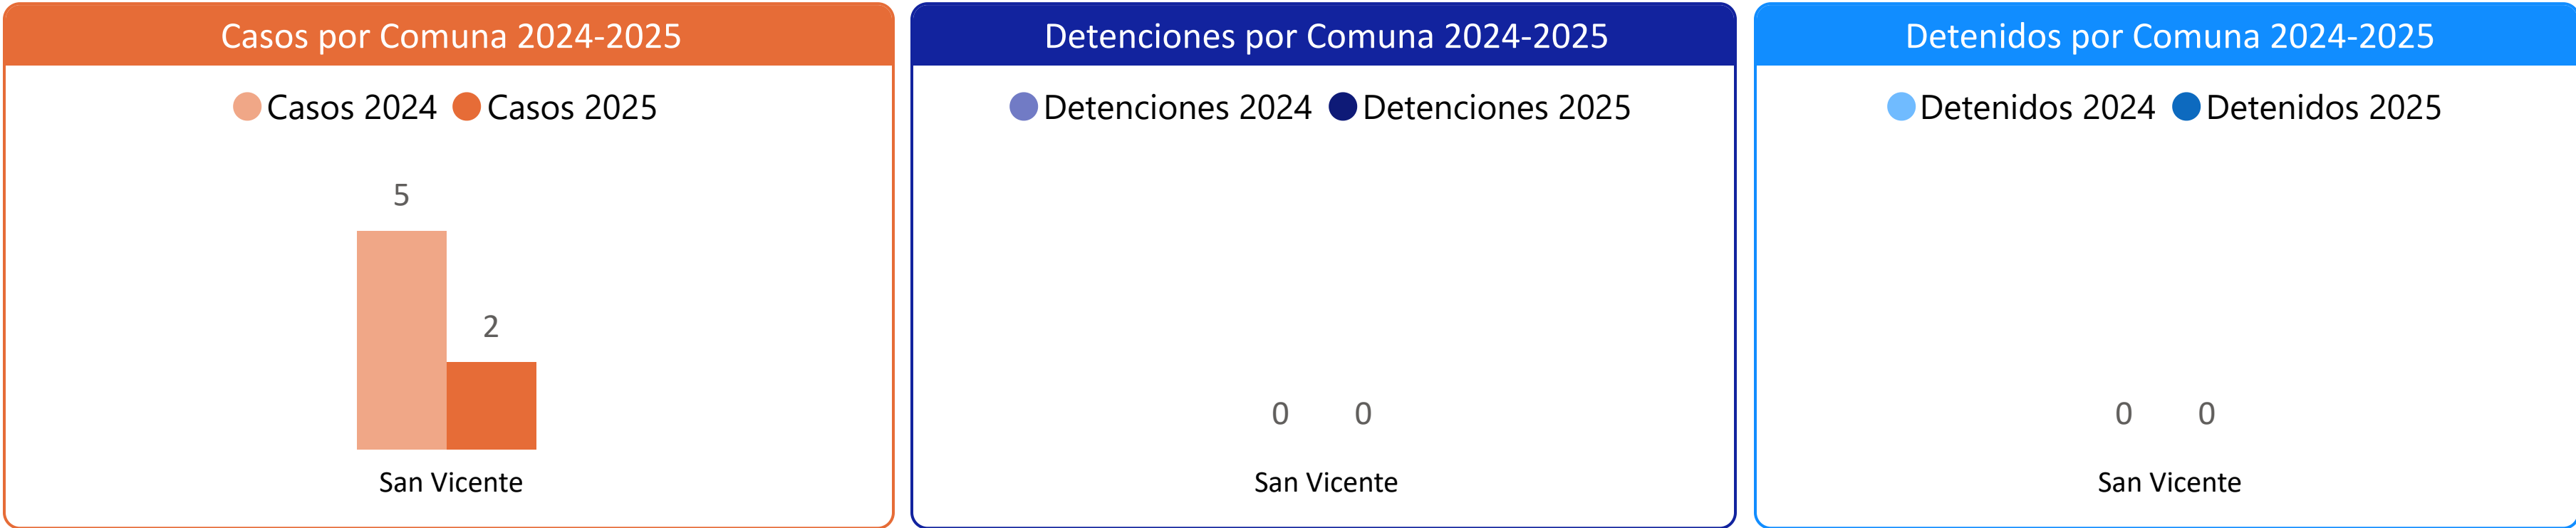 Casos por Comuna 2024-2025
Casos 2024 Casos 2025
5
2
San Vicente
Detenciones por Comuna 2024-2025
Detenciones 2024 Detenciones 2025
0 0
San Vicente
Detenidos por Comuna 2024-2025
Detenidos 2024 Detenidos 2025
0 0
San Vicente